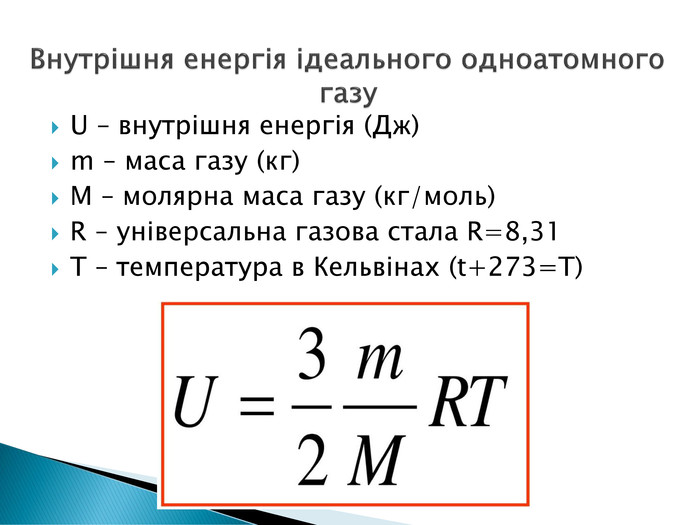 Внутрішня енергія ідеального одноатомного
газу
U – внутрішня енергія (Дж)
m – маса газу (кг)
M – молярна маса газу (кг/моль)
R – універсальна газова стала R=8,31
T – температура в Кельвінах (t+273=T)
U = 3/2 m/M RT